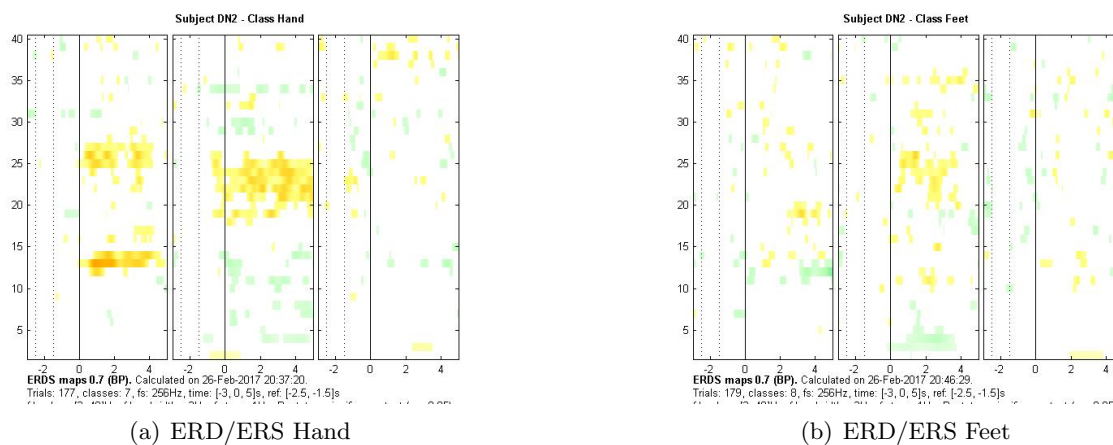 Subject DN2 - Class Hand
40
35
30
25
20
15
10
5
0 2 4 -2 0 2 4 -2 0 2 4
ERDS maps 0.7 (BP). Calculated on 26-Feb-2017 20:37:20.
Trials: 177, classes: 7, fs: 256Hz, time: [-3, 0, 5]s, ref: [-2.5, -1.5]s
(a) ERD/ERS Hand
Subject DN2 - Class Feet
40
35
30
25
20
15
10
5
-2 0 2 4 -2 0 2 4 -2 0 2 4
ERDS maps 0.7 (BP). Calculated on 26-Feb-2017 20:46:29.
Trials: 179, classes: 8, fs: 256Hz, time: [-3, 0, 5]s, ref: [-2.5, -1.5]s
(b) ERD/ERS Feet